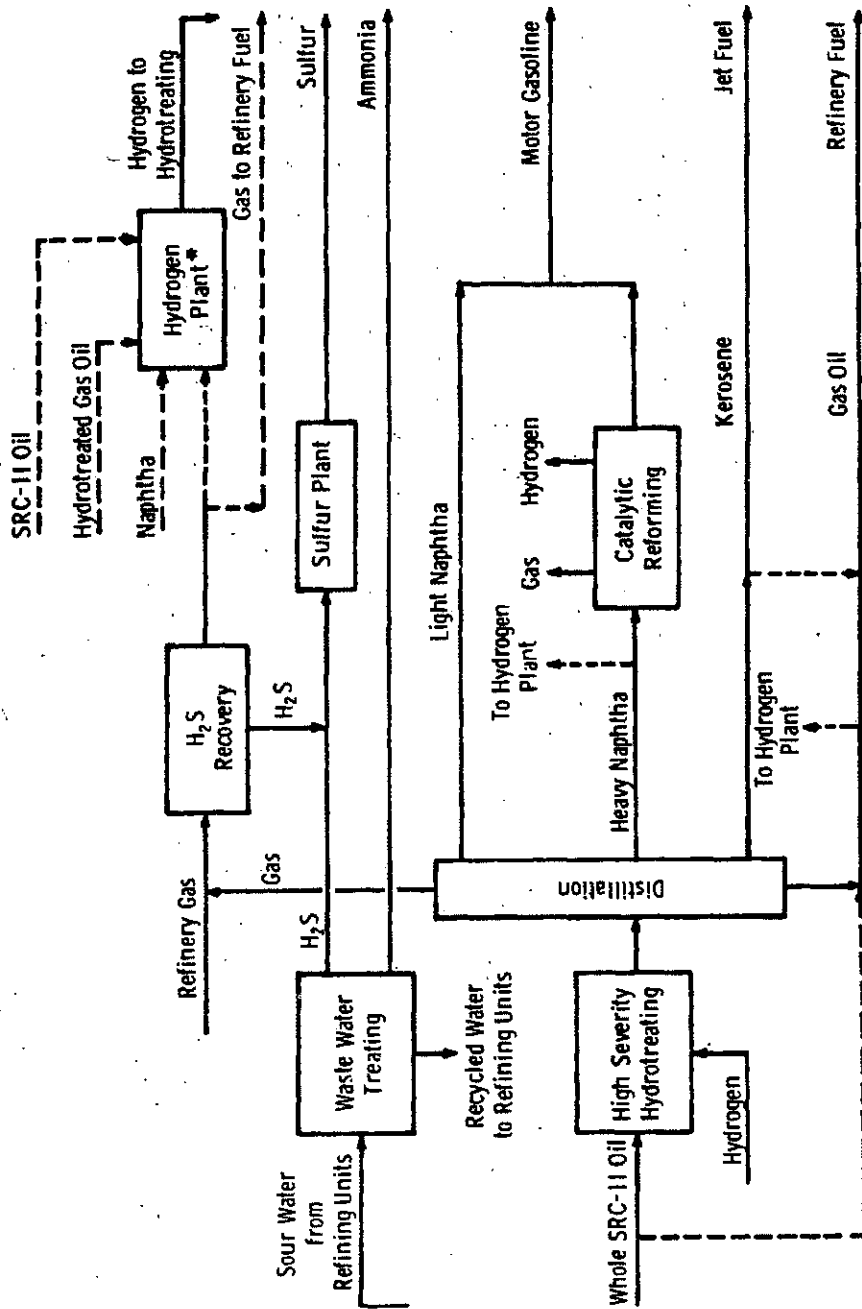 SRC-II Oil
Hydrotreated Gas Oil
Naphtha
Hydrogen
Plant*
Hydrogen to
Hydrotreating
Gas to Refinery Fuel
Refinery Gas
H₂S
Recovery
H₂S
Gas
H₂S
Sulfur Plant
Sulfur
Ammonia
Sour Water
from
Refining Units
Waste Water
Treating
Recycled Water
to Refining Units
Light Naphtha
Motor Gasoline
To Hydrogen
Plant
Gas
Hydrogen
Heavy Naphtha
Catalytic
Reforming
Whole SRC-II Oil
High Severity
Hydrotreating
Hydrogen
Distillation
Kerosene
Jet Fuel
To Hydrogen
Plant
Gas Oil
Refinery Fuel